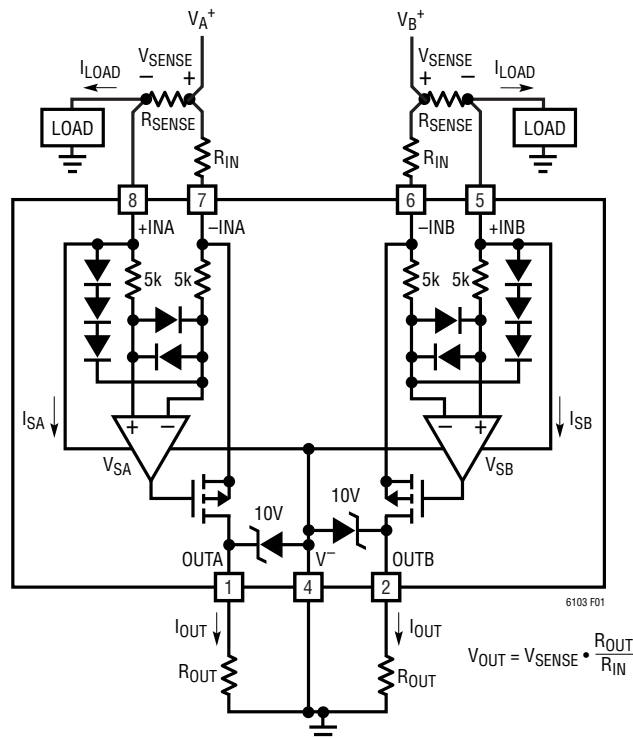 VA+ VB+
VSENSE VSENSE
ILOAD – + + – ILOAD
LOAD RSENSE RSENSE LOAD
RIN RIN
8 7 6 5
+INA –INA –INB +INB
5k 5k 5k 5k
ISA + – – + ISB
VSA VSB
10V 10V
OUTA V– OUTB
1 4 2
6103 F01
IOUT IOUT
ROUT ROUT
VOUT = VSENSE • ROUT
RIN